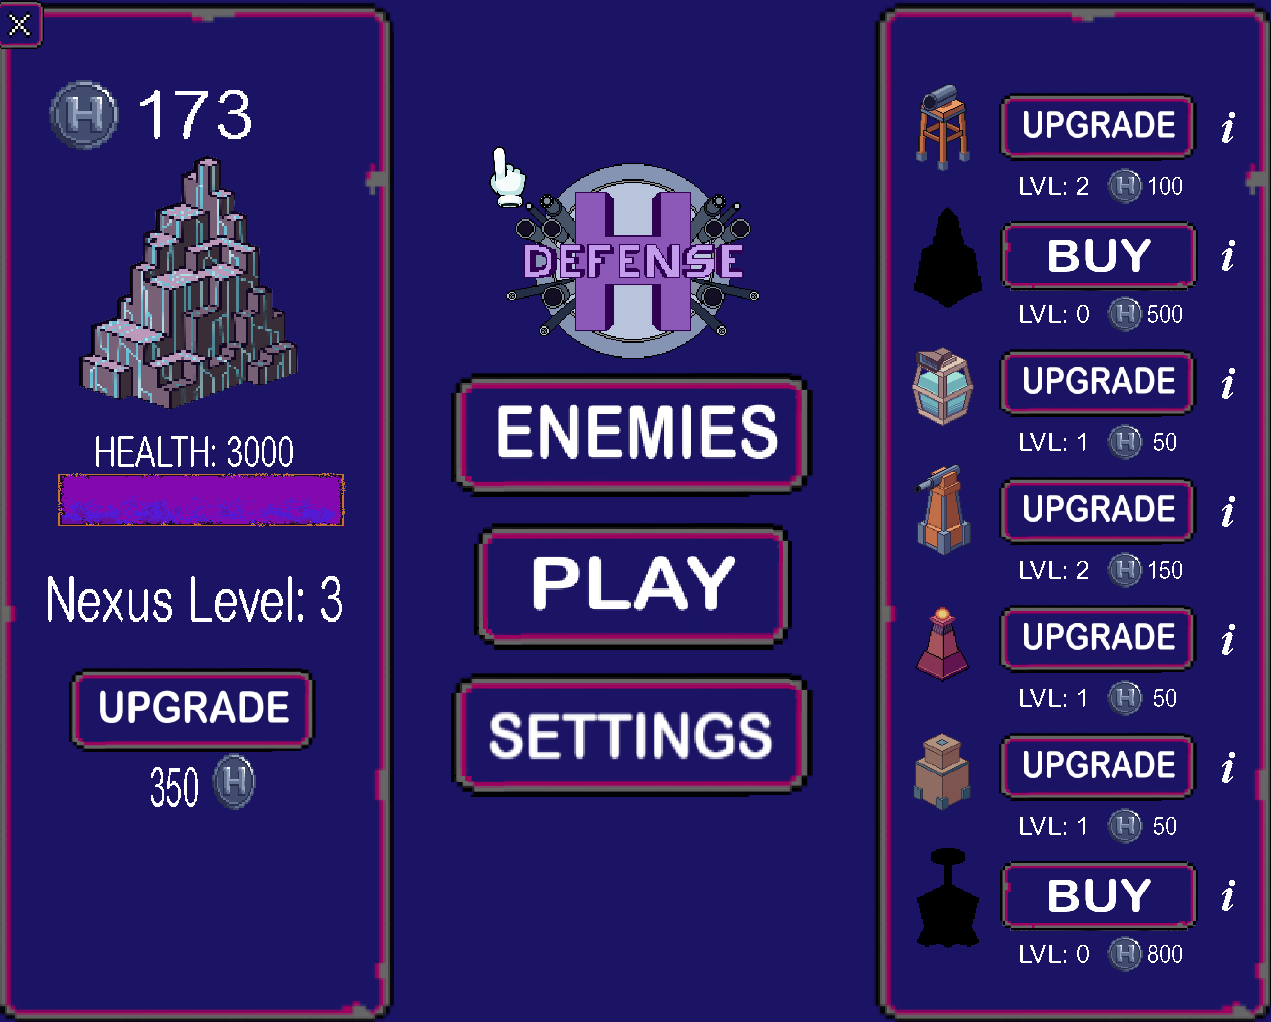 X
H 173
HEALTH: 3000
Nexus Level: 3
UPGRADE
350 H
H
DEFENSE
ENEMIES
PLAY
SETTINGS
UPGRADE i
LVL: 2 H 100
BUY i
LVL: 0 H 500
UPGRADE i
LVL: 1 H 50
UPGRADE i
LVL: 2 H 150
UPGRADE i
LVL: 1 H 50
UPGRADE i
LVL: 1 H 50
BUY i
LVL: 0 H 800